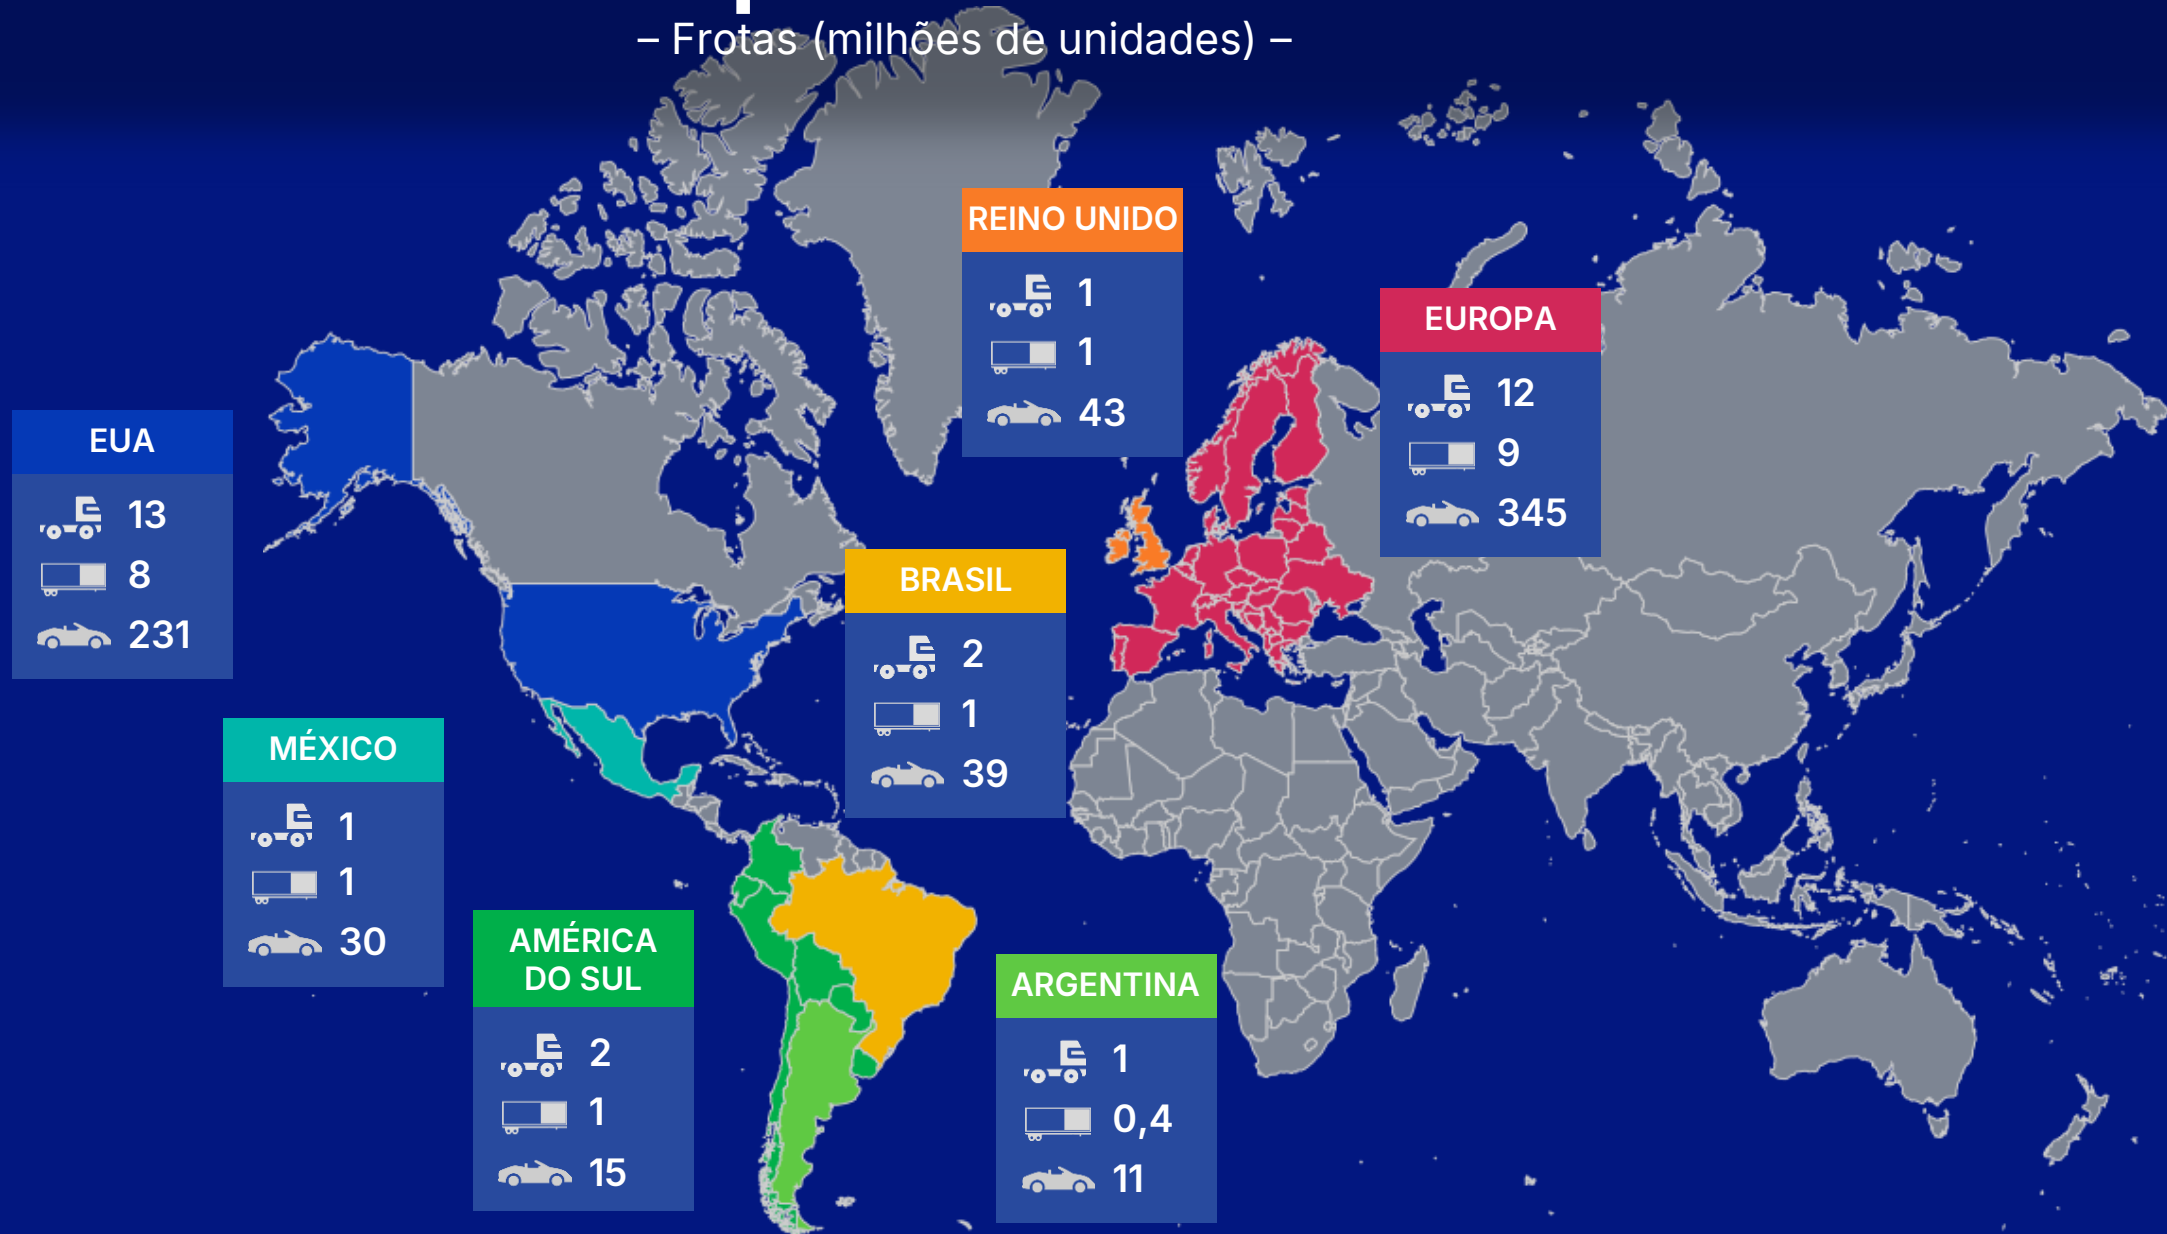 – Frotas (milhões de unidades) –
REINO UNIDO
1
1
43
EUROPA
12
9
345
EUA
13
8
231
BRASIL
2
1
39
MÉXICO
1
1
30
AMÉRICA
DO SUL
2
1
15
ARGENTINA
1
0,4
11